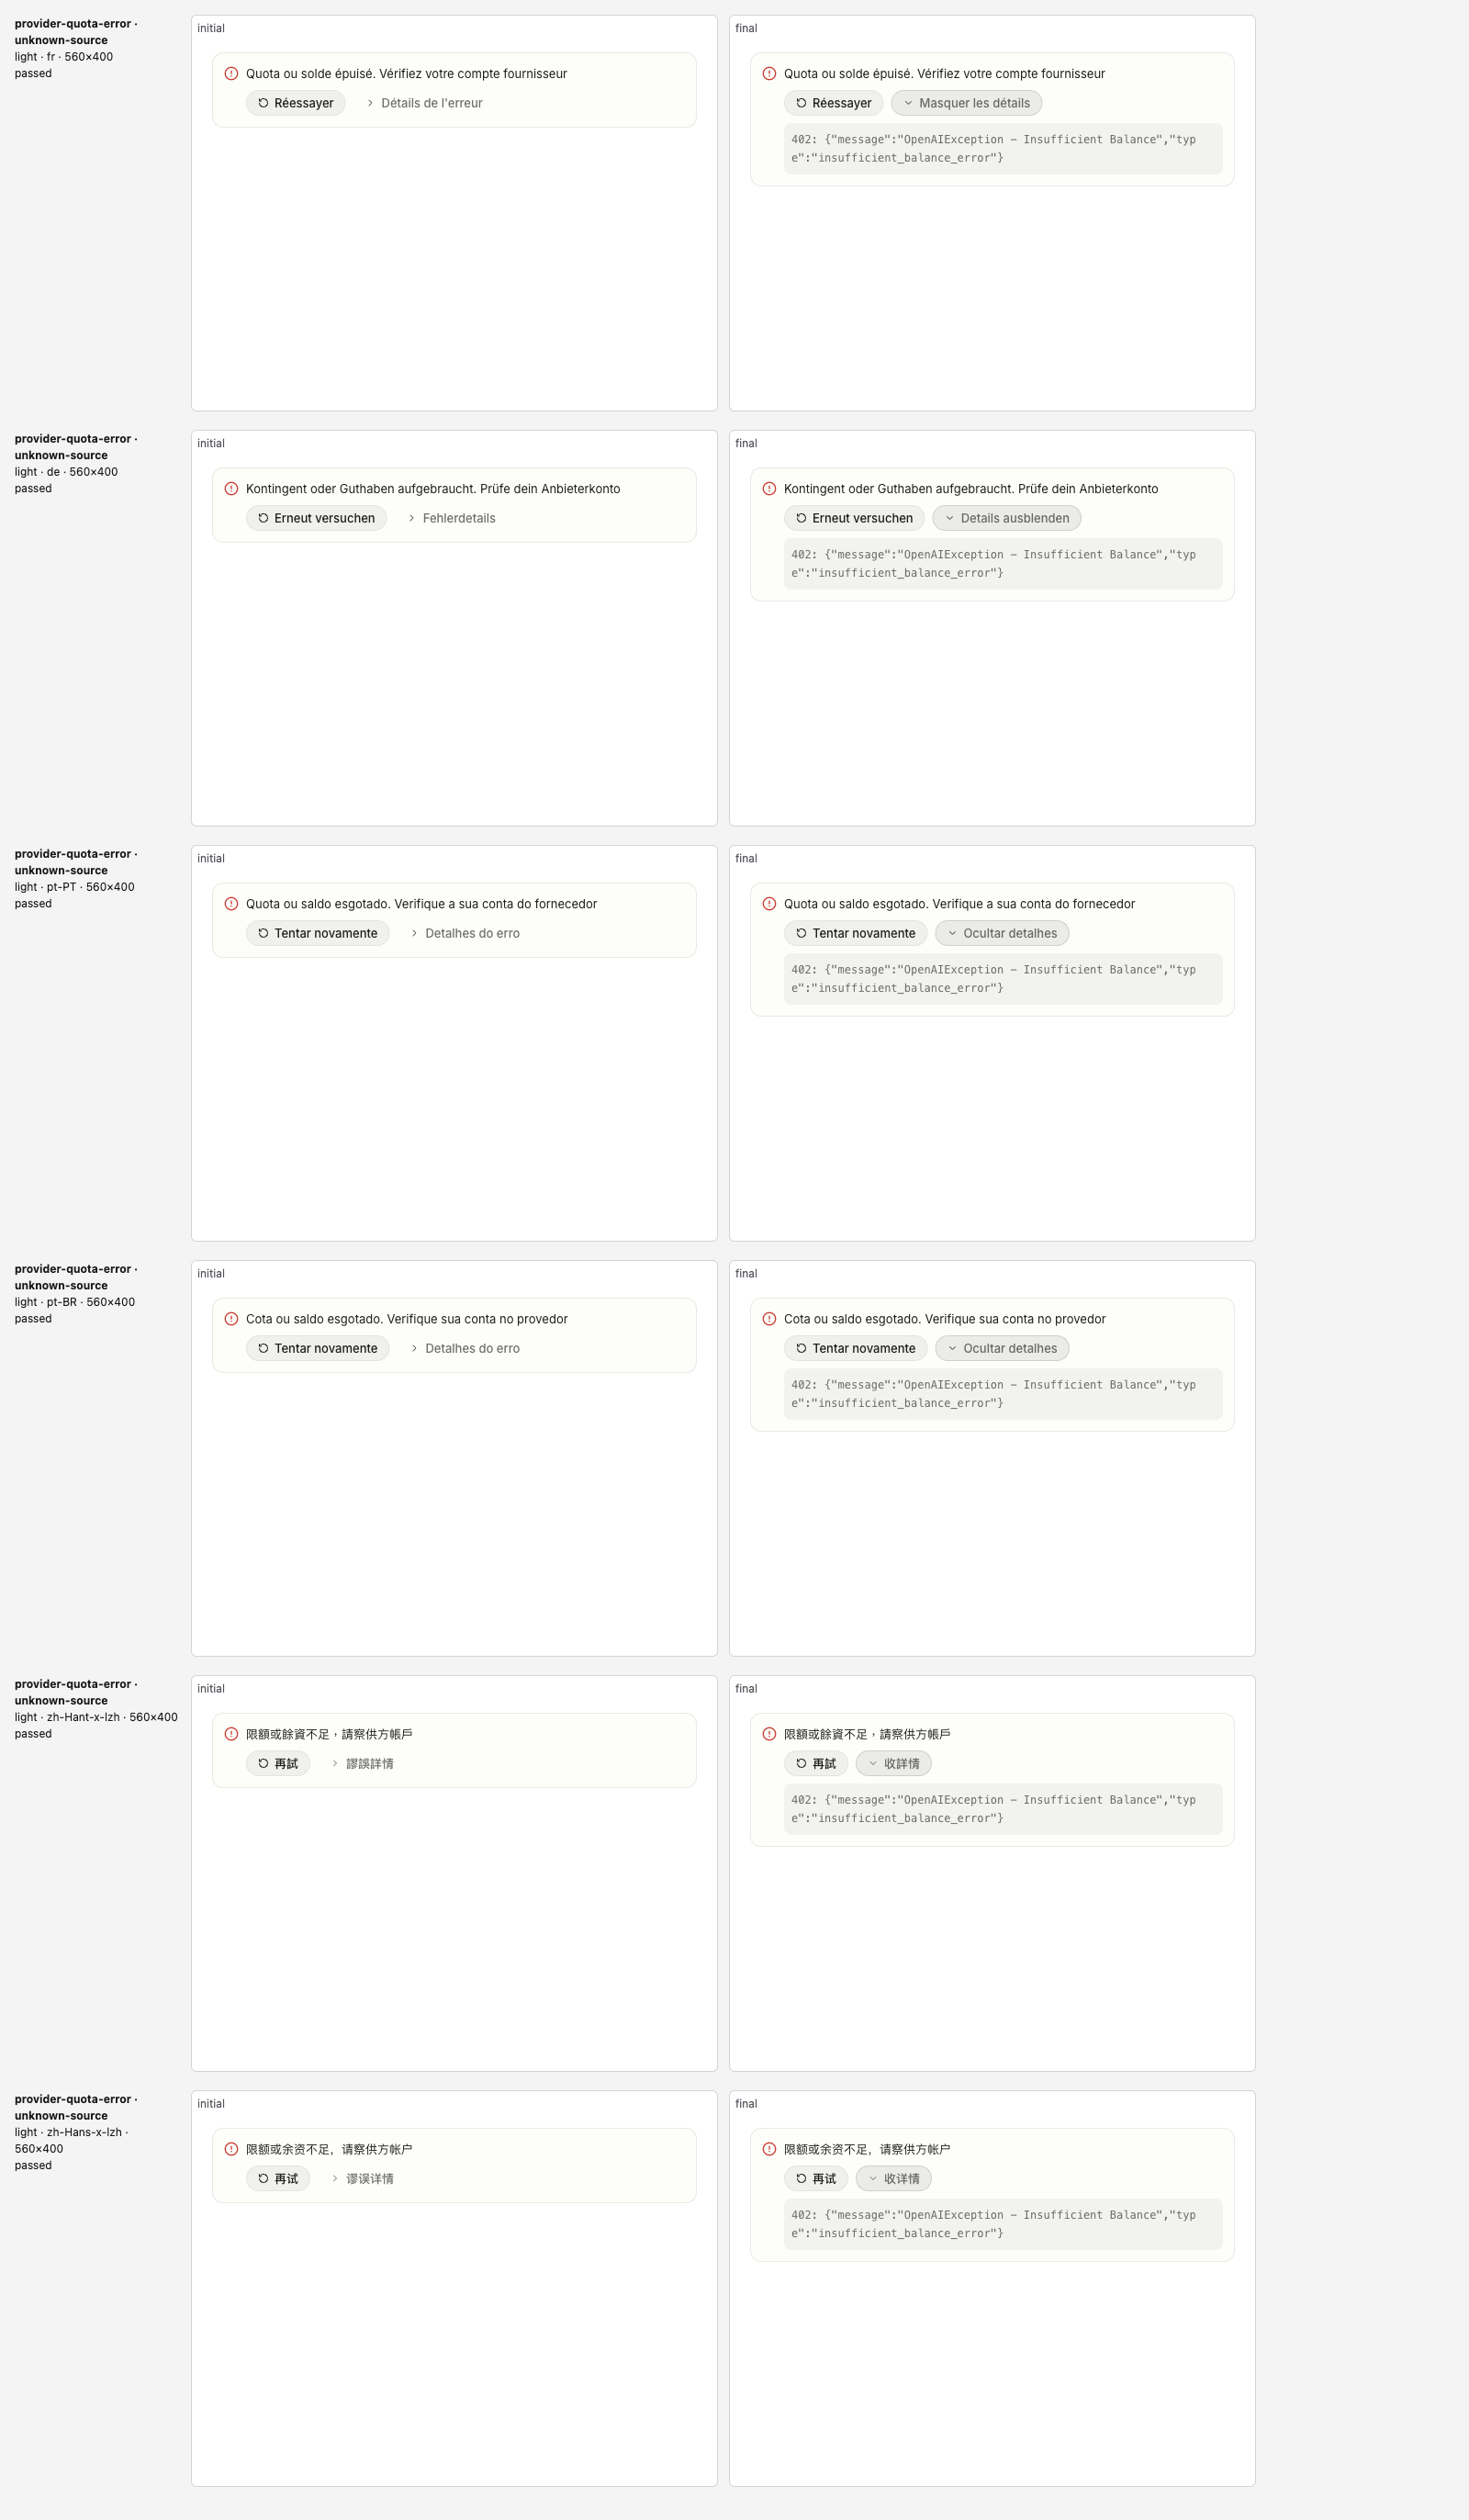 provider-quota-error ·
unknown-source
light · fr · 560×400
passed
initial
Quota ou solde épuisé. Vérifiez votre compte fournisseur
Réessayer
Détails de l'erreur
final
Quota ou solde épuisé. Vérifiez votre compte fournisseur
Réessayer
Masquer les détails
402: {"message":"OpenAIException – Insufficient Balance","typ
e":"insufficient_balance_error"}
provider-quota-error ·
unknown-source
light · de · 560×400
passed
initial
Kontingent oder Guthaben aufgebraucht. Prüfe dein Anbieterkonto
Erneut versuchen
Fehlerdetails
final
Kontingent oder Guthaben aufgebraucht. Prüfe dein Anbieterkonto
Erneut versuchen
Details ausblenden
402: {"message":"OpenAIException – Insufficient Balance","typ
e":"insufficient_balance_error"}
provider-quota-error ·
unknown-source
light · pt-PT · 560×400
passed
initial
Quota ou saldo esgotado. Verifique a sua conta do fornecedor
Tentar novamente
Detalhes do erro
final
Quota ou saldo esgotado. Verifique a sua conta do fornecedor
Tentar novamente
Ocultar detalhes
402: {"message":"OpenAIException – Insufficient Balance","typ
e":"insufficient_balance_error"}
provider-quota-error ·
unknown-source
light · pt-BR · 560×400
passed
initial
Cota ou saldo esgotado. Verifique sua conta no provedor
Tentar novamente
Detalhes do erro
final
Cota ou saldo esgotado. Verifique sua conta no provedor
Tentar novamente
Ocultar detalhes
402: {"message":"OpenAIException – Insufficient Balance","typ
e":"insufficient_balance_error"}
provider-quota-error ·
unknown-source
light · zh-Hant-x-lzh · 560×400
passed
initial
限額或餘資不足，請察供方帳戶
再試
謬誤詳情
final
限額或餘資不足，請察供方帳戶
再試
收詳情
402: {"message":"OpenAIException – Insufficient Balance","typ
e":"insufficient_balance_error"}
provider-quota-error ·
unknown-source
light · zh-Hans-x-lzh ·
560×400
passed
initial
限额或余资不足，请察供方帐户
再试
谬误详情
final
限额或余资不足，请察供方帐户
再试
收详情
402: {"message":"OpenAIException – Insufficient Balance","typ
e":"insufficient_balance_error"}